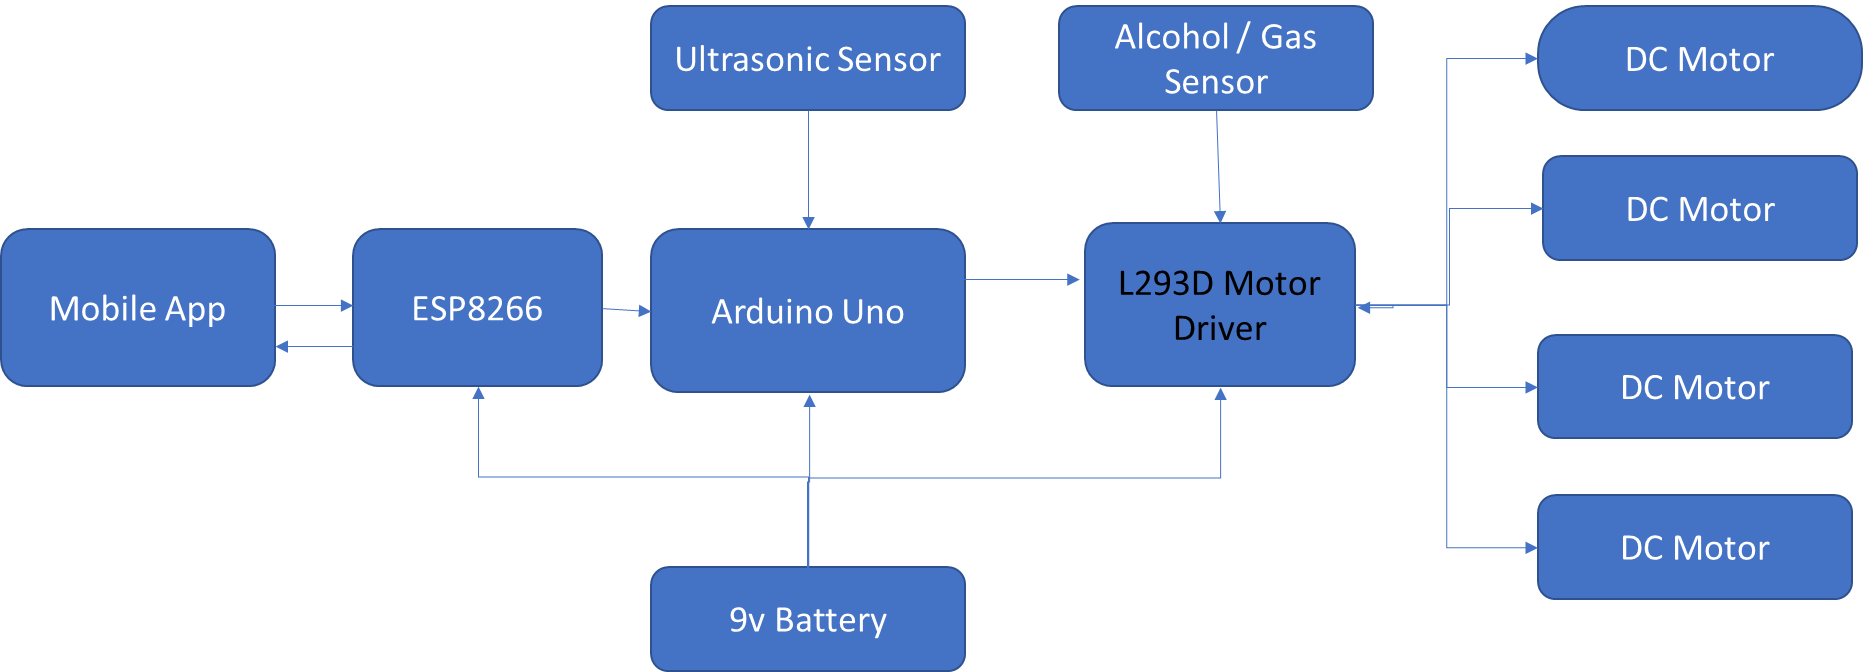 Ultrasonic Sensor
Alcohol / Gas
Sensor
DC Motor
DC Motor
Mobile App
ESP8266
Arduino Uno
L293D Motor
Driver
DC Motor
DC Motor
9v Battery